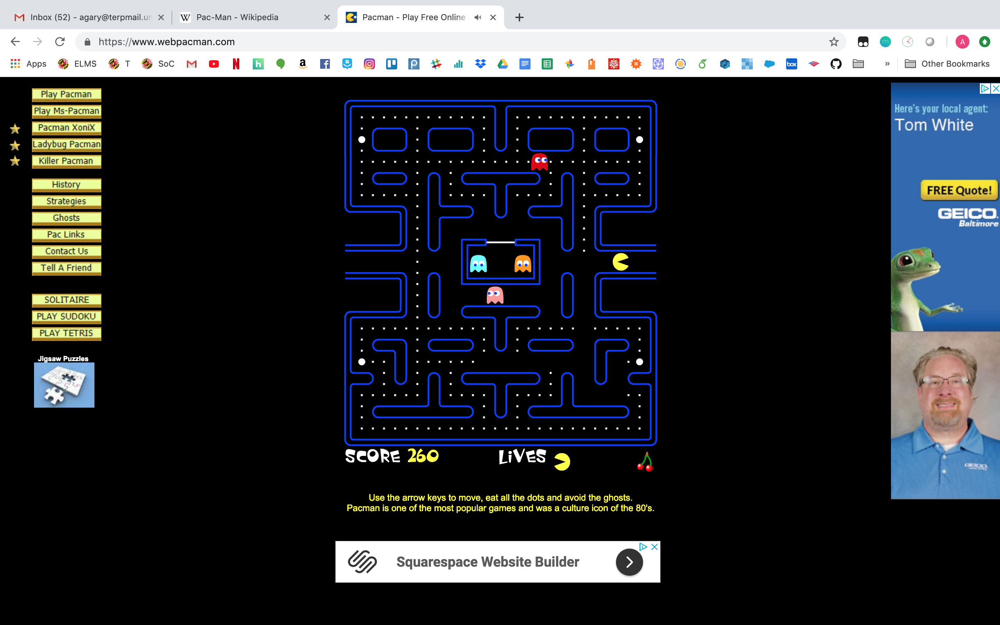 Inbox (52) - agary@terpmail.un
Pac-Man - Wikipedia
Pacman - Play Free Online
https://www.webpacman.com
A
Apps
ELMS
T
SoC
box
Other Bookmarks
Play Pacman
Play Ms-Pacman
Pacman XoniX
Ladybug Pacman
Killer Pacman
History
Strategies
Ghosts
Pac Links
Contact Us
Tell A Friend
SOLITAIRE
PLAY SUDOKU
PLAY TETRIS
Jigsaw Puzzles
SCORE 260
LIVES
Use the arrow keys to move, eat all the dots and avoid the ghosts.
Pacman is one of the most popular games and was a culture icon of the 80's.
Squarespace Website Builder
Here's your local agent:
Tom White
FREE Quote!
GEICO.
Baltimore
GEICO.